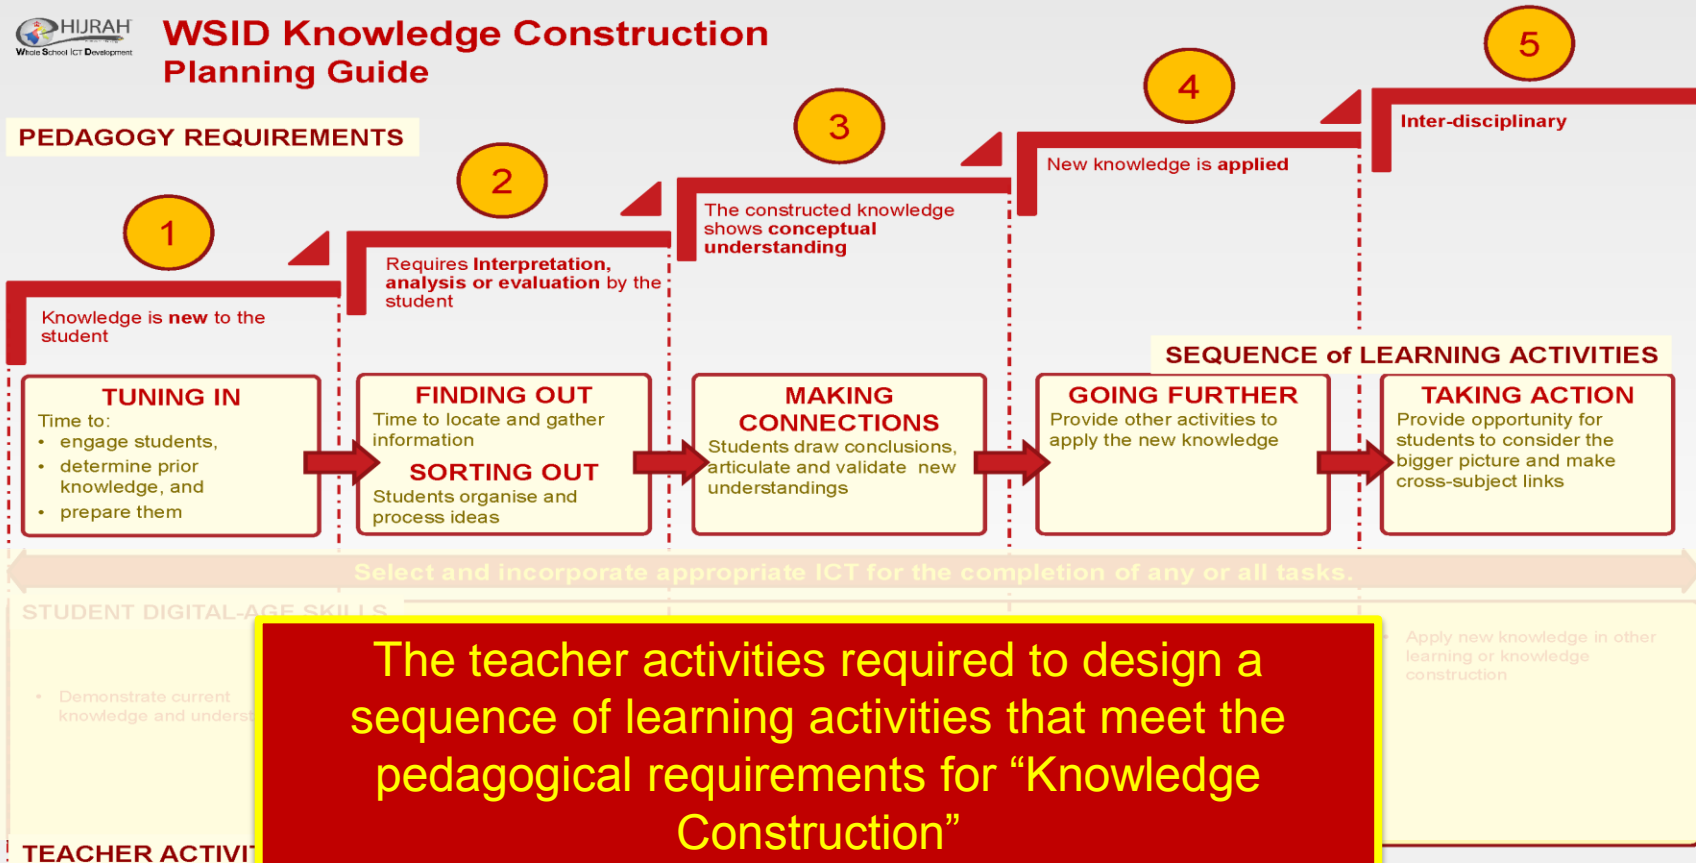 HIJRAH
Whole School ICT Development
WSID Knowledge Construction
Planning Guide
PEDAGOGY REQUIREMENTS
1
Knowledge is new to the
student
2
Requires Interpretation,
analysis or evaluation by the
student
3
The constructed knowledge
shows conceptual
understanding
4
New knowledge is applied
5
Inter-disciplinary
SEQUENCE of LEARNING ACTIVITIES
TUNING IN
Time to:
• engage students,
• determine prior
knowledge, and
• prepare them
FINDING OUT
Time to locate and gather
information
SORTING OUT
Students organise and
process ideas
MAKING
CONNECTIONS
Students draw conclusions,
articulate and validate new
understandings
GOING FURTHER
Provide other activities to
apply the new knowledge
TAKING ACTION
Provide opportunity for
students to consider the
bigger picture and make
cross-subject links
Select and incorporate appropriate ICT for the completion of any or all tasks.
STUDENT DIGITAL-AGE SKILLS
• Demonstrate current
knowledge and underst
• Apply new knowledge in other
learning or knowledge
construction
The teacher activities required to design a
sequence of learning activities that meet the
pedagogical requirements for “Knowledge
Construction”
TEACHER ACTIVIT